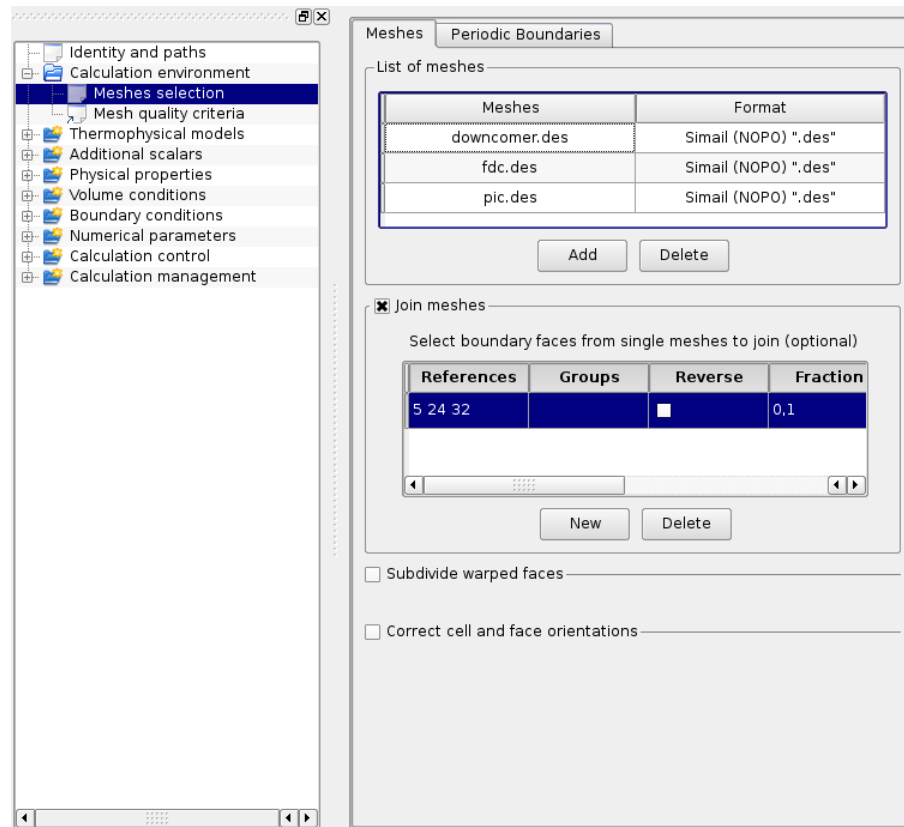 Identity and paths
Calculation environment
Meshes selection
Mesh quality criteria
Thermophysical models
Additional scalars
Physical properties
Volume conditions
Boundary conditions
Numerical parameters
Calculation control
Calculation management
Meshes Periodic Boundaries
List of meshes
Meshes Format
downcomer.des Simail (NOPO) ".des"
fdc.des Simail (NOPO) ".des"
pic.des Simail (NOPO) ".des"
Add Delete
Join meshes
Select boundary faces from single meshes to join (optional)
References Groups Reverse Fraction
5 24 32 0,1
New Delete
Subdivide warped faces
Correct cell and face orientations